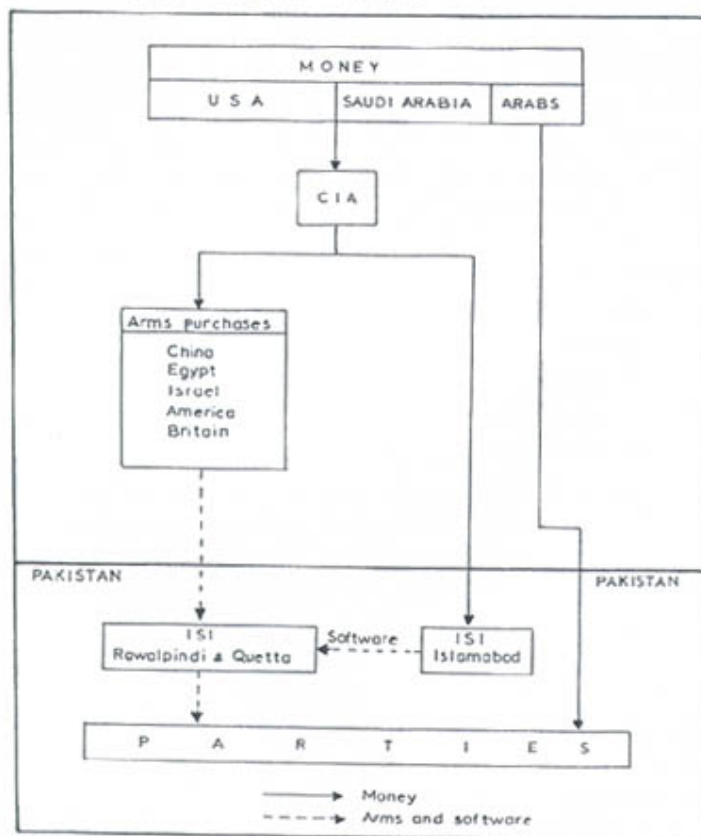 MONEY
USA SAUDI ARABIA ARABS
CIA
Arms purchases
China
Egypt
Israel
America
Britain
PAKISTAN PAKISTAN
ISI
Rawalpindi & Quetta
Software
ISI
Islamabad
PARTIES
Money
Arms and software